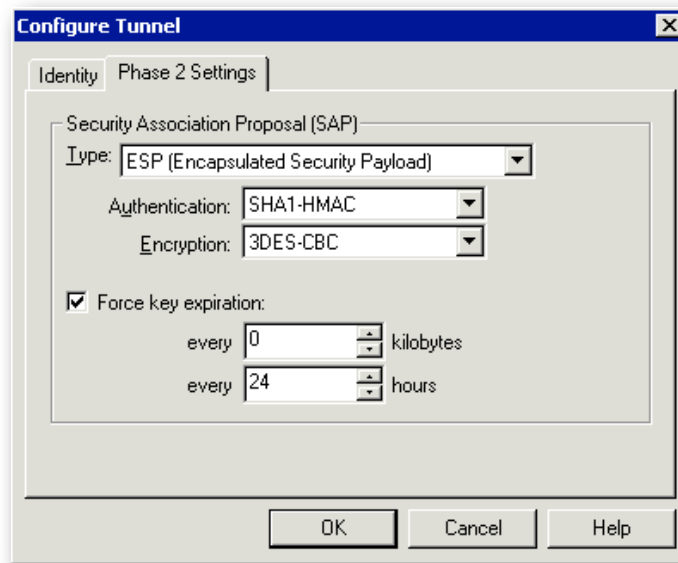 Configure Tunnel
Identity Phase 2 Settings
Security Association Proposal (SAP)
Type: ESP (Encapsulated Security Payload)
Authentication: SHA1-HMAC
Encryption: 3DES-CBC
Force key expiration:
every 0 kilobytes
every 24 hours
OK Cancel Help